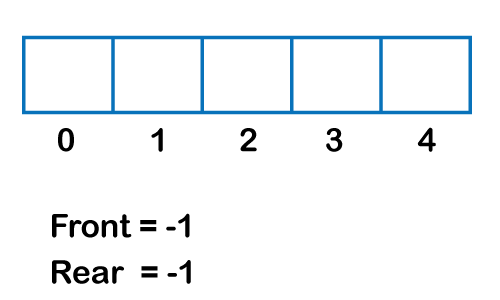 0 1 2 3 4
Front = -1
Rear = -1